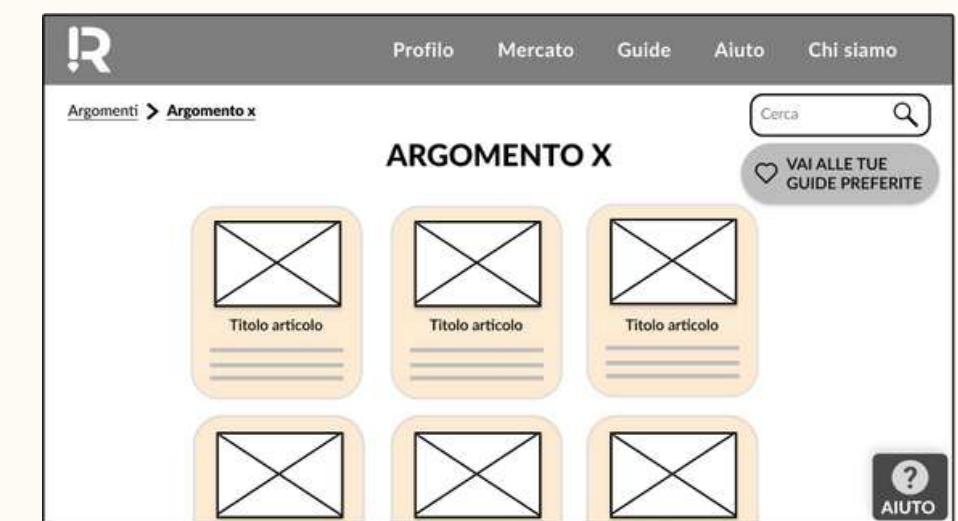 R
Profilo Mercato Guide Aiuto Chi siamo
Argomenti > Argomento x
Cerca
ARGOMENTO X
VAI ALLE TUE
GUIDE PREFERITE
Titolo articolo Titolo articolo Titolo articolo
?
AIUTO